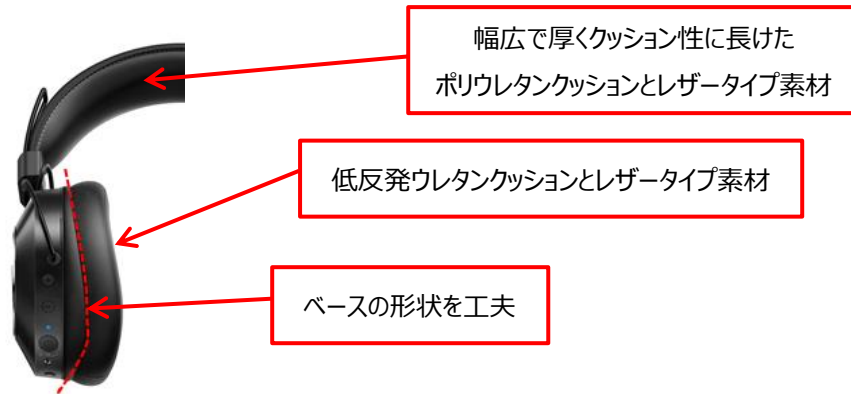 幅広で厚くクッション性に長けた
ポリウレタンクッションとレザータイプ素材
低反発ウレタンクッションとレザータイプ素材
ベースの形状を工夫